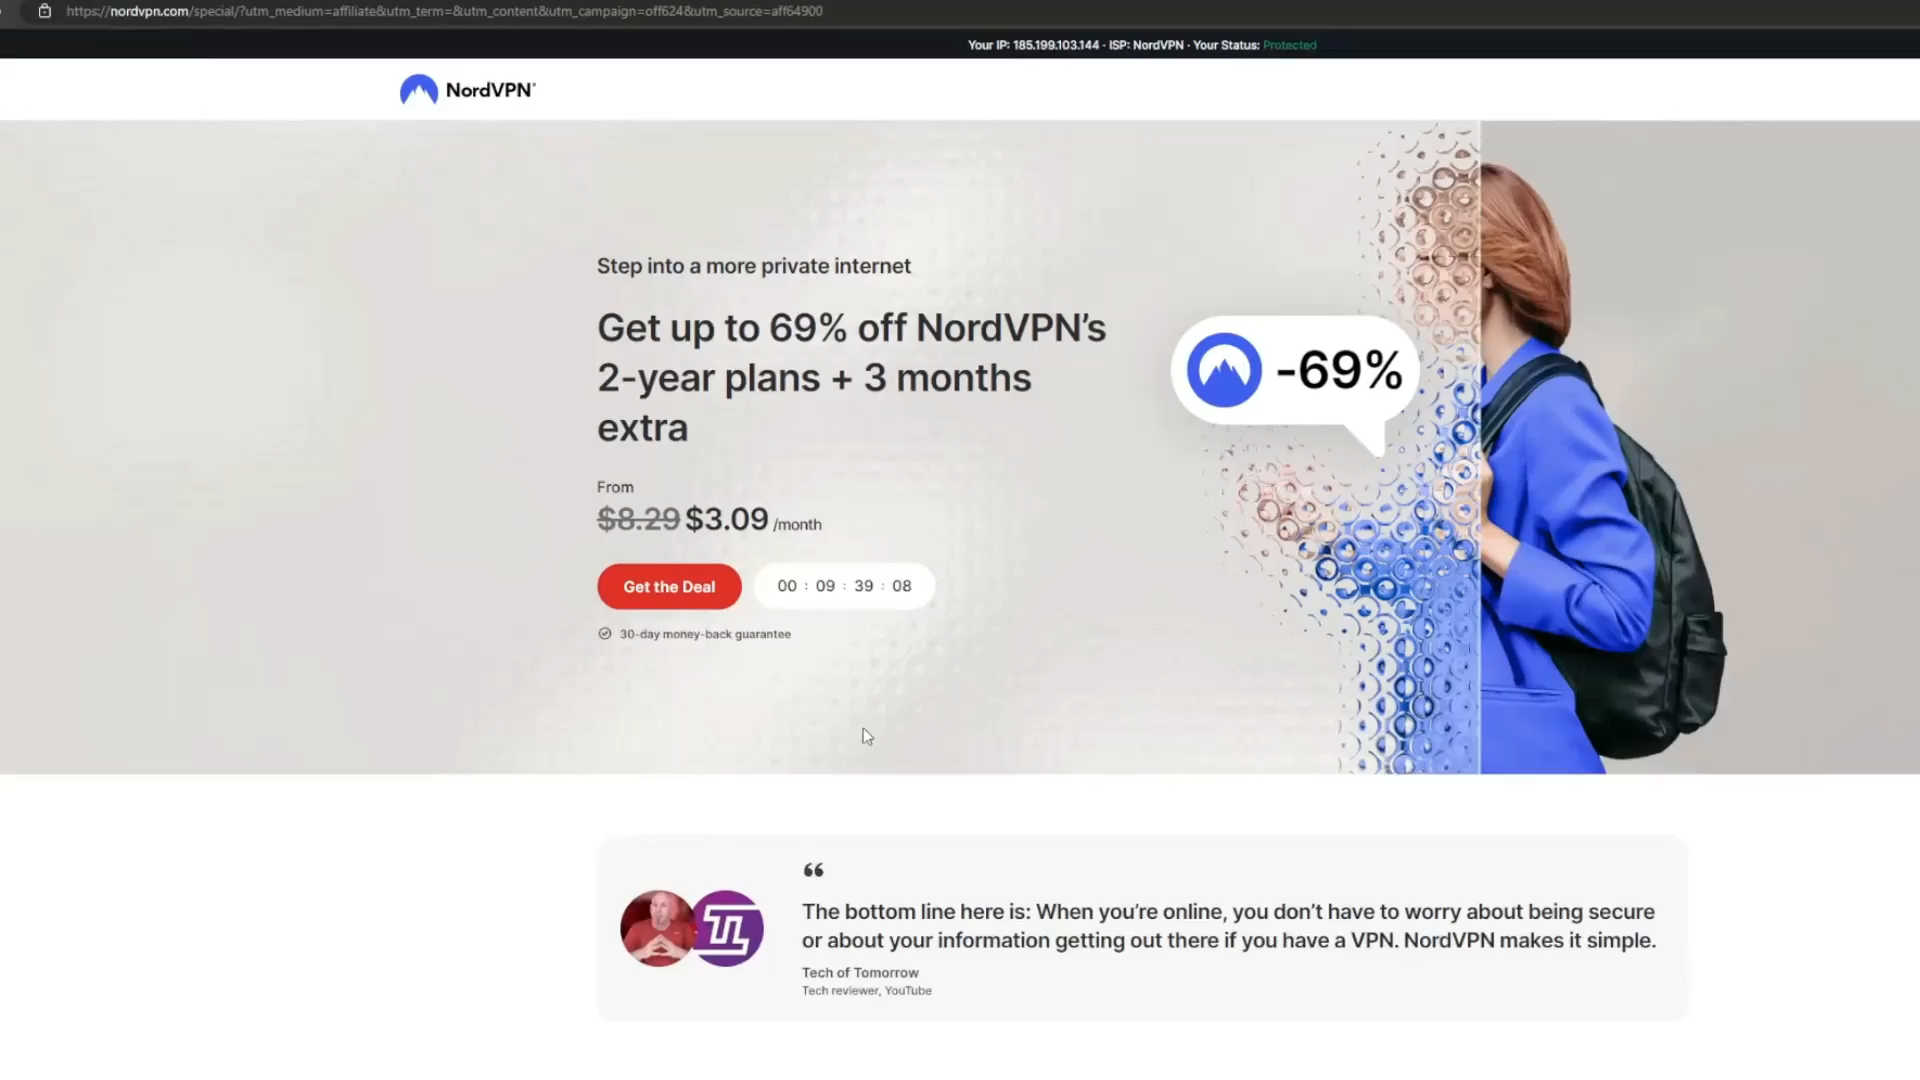 https://nordvpn.com/special/?utm_medium=affiliate&utm_term=&utm_content&utm_campaign=off624&utm_source=aff64900
Your IP: 185.199.103.144 · ISP: NordVPN · Your Status: Protected
NordVPN®
Step into a more private internet
Get up to 69% off NordVPN’s
2-year plans + 3 months
extra
-69%
From
$8.29 $3.09 /month
Get the Deal
00 : 09 : 39 : 08
30-day money-back guarantee
“
The bottom line here is: When you’re online, you don’t have to worry about being secure
or about your information getting out there if you have a VPN. NordVPN makes it simple.
Tech of Tomorrow
Tech reviewer, YouTube